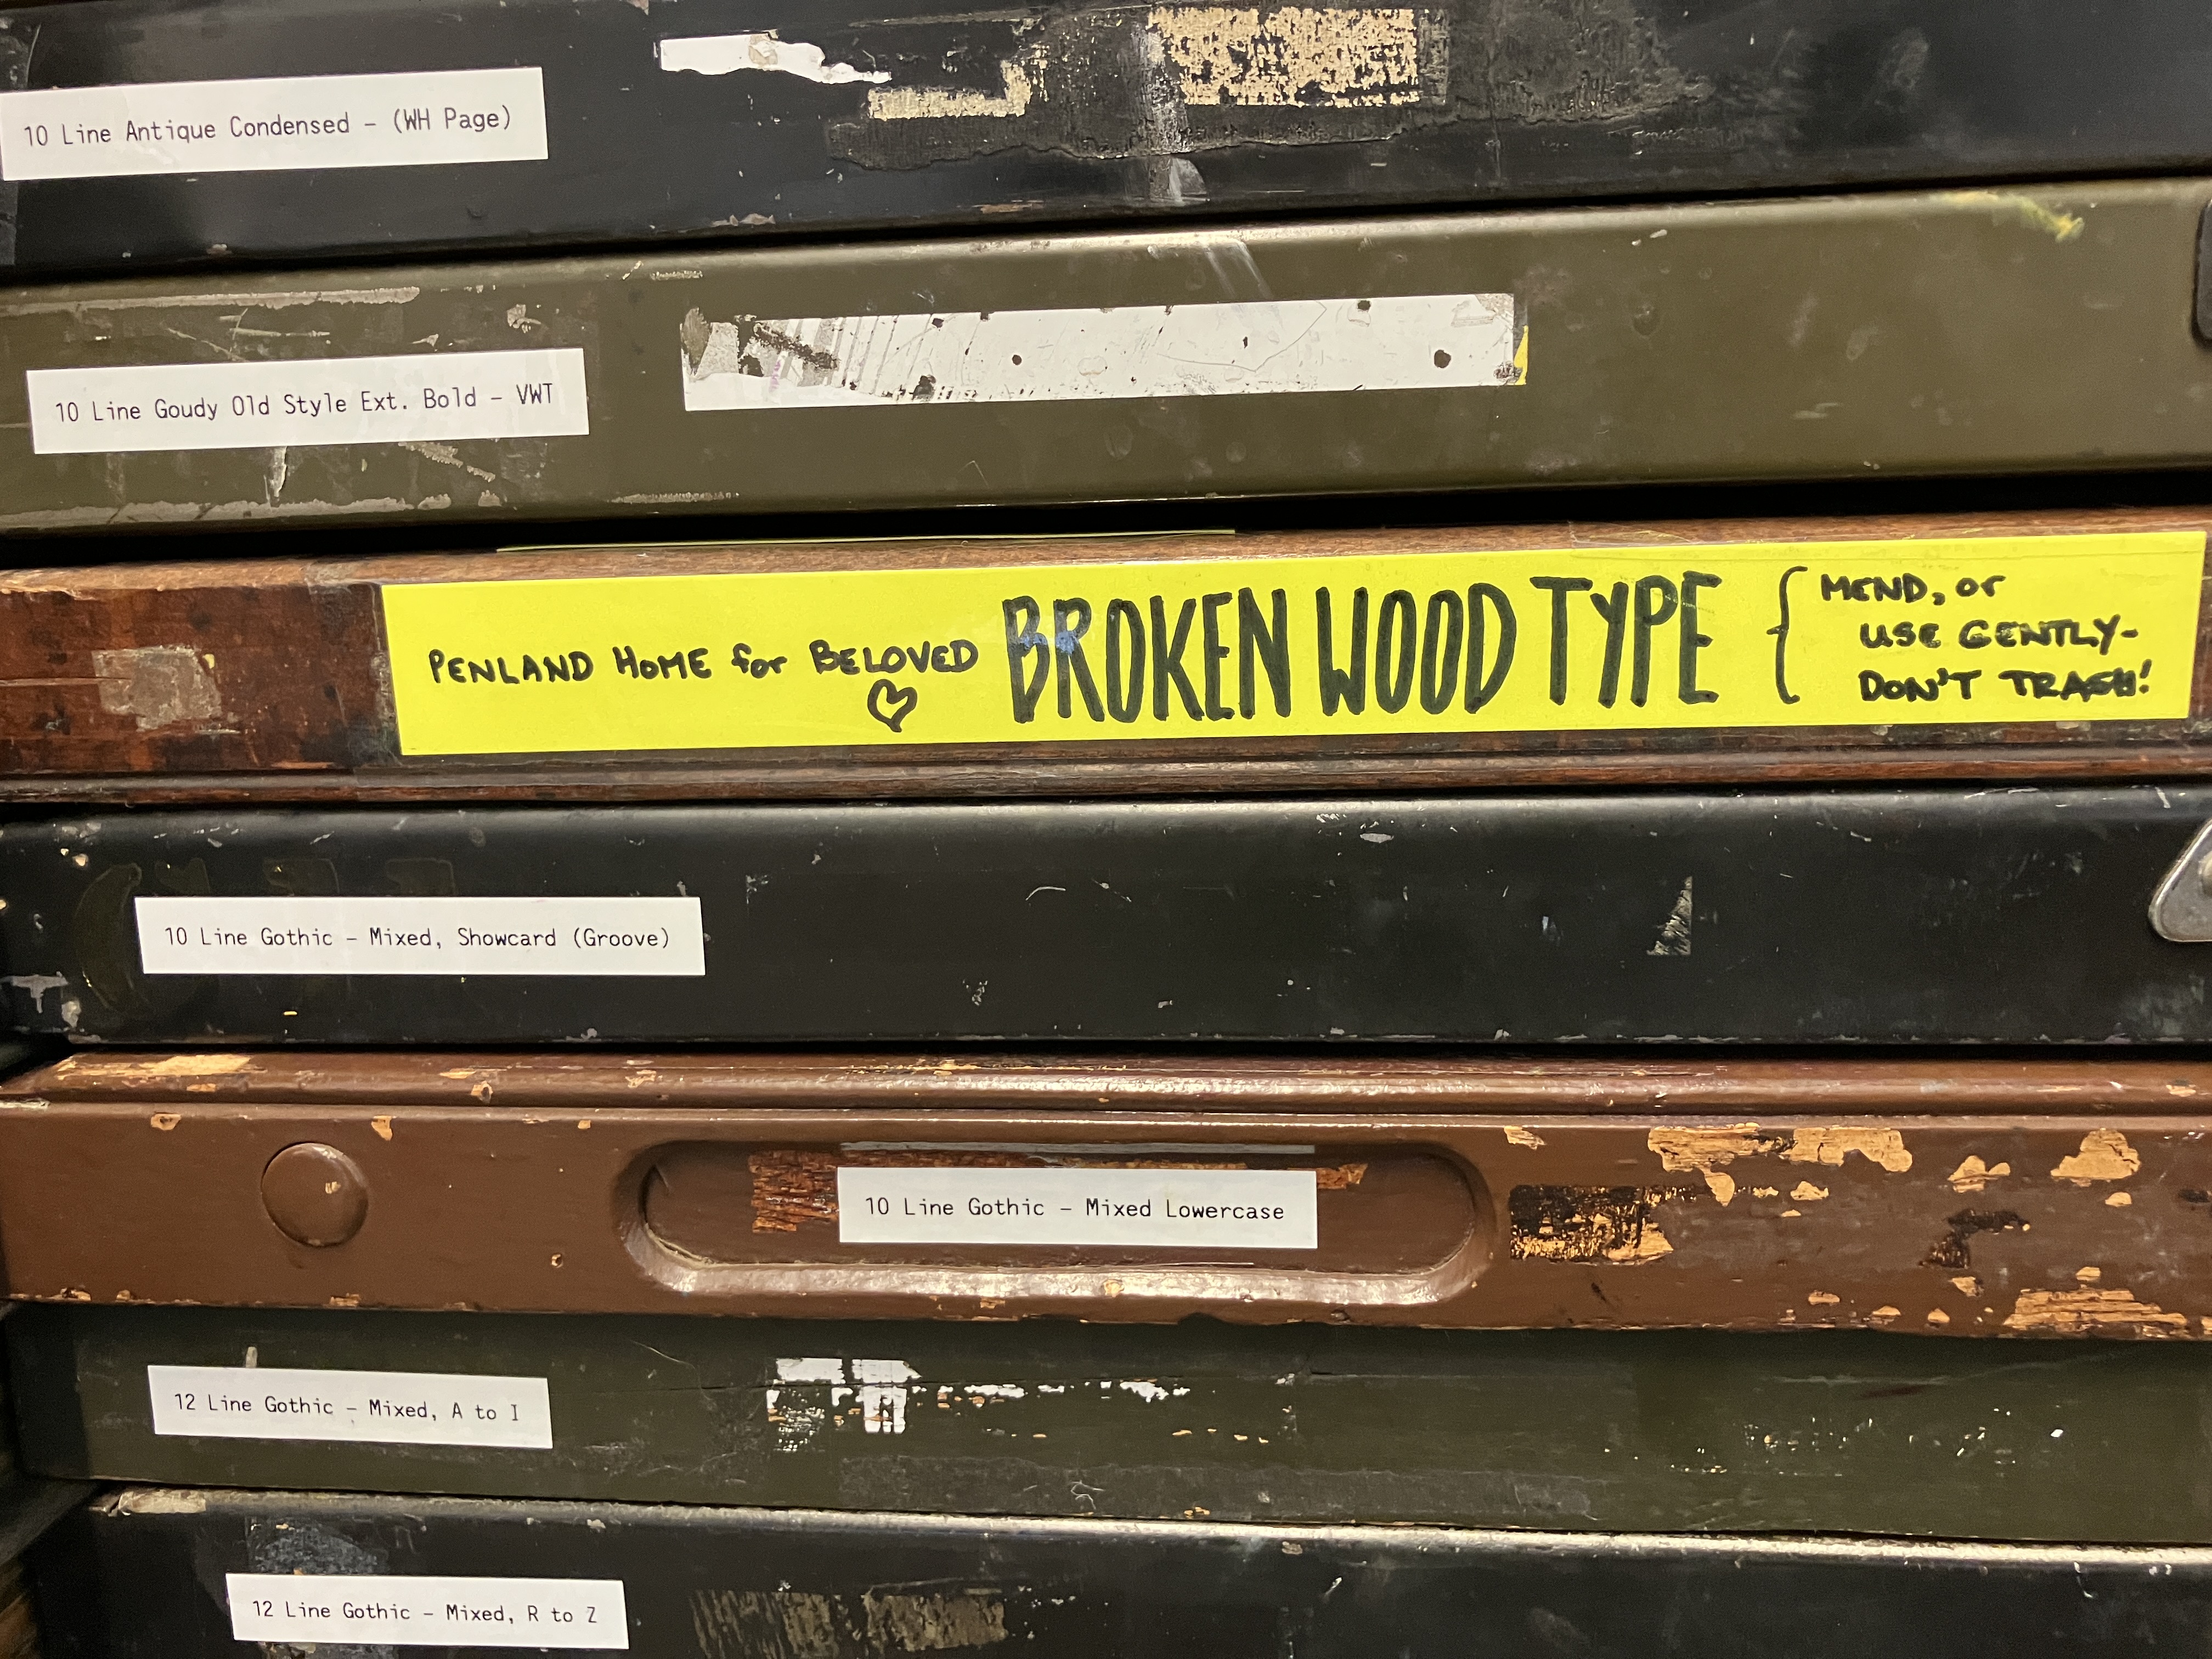 10 Line Antique Condensed - (WH Page)
10 Line Goudy Old Style Ext. Bold - VWT
PENLAND HOME for BELOVED BROKEN WOOD TYPE
MEND, or
USE GENTLY-
DON'T TRASH!
10 Line Gothic - Mixed, Showcard (Groove)
10 Line Gothic - Mixed Lowercase
12 Line Gothic - Mixed, A to I
12 Line Gothic - Mixed, R to Z